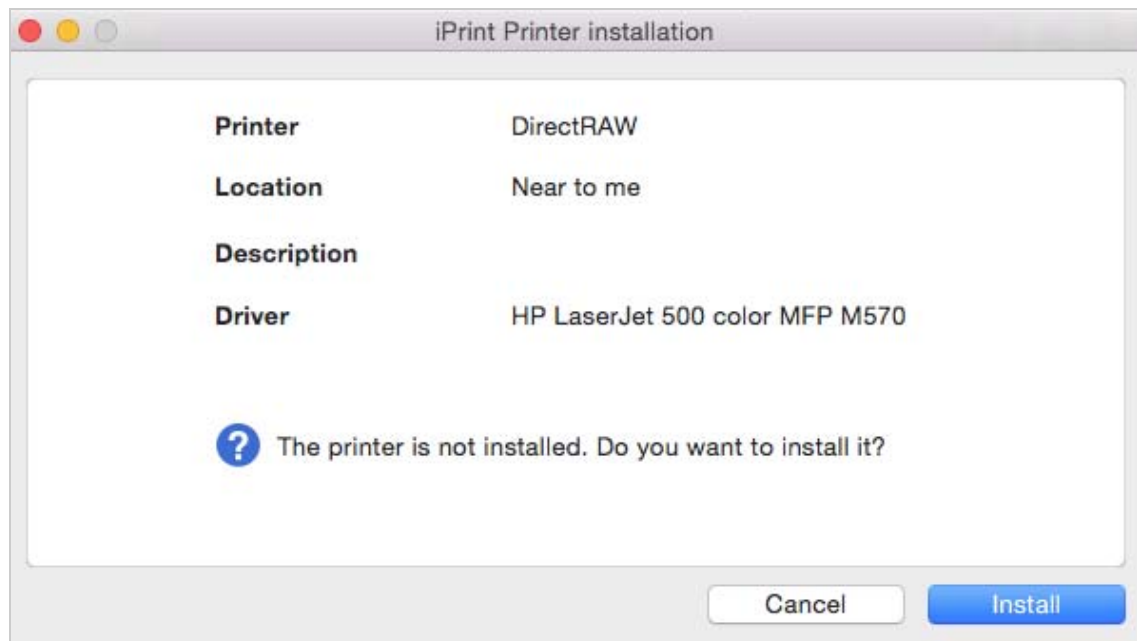 iPrint Printer installation
Printer DirectRAW
Location Near to me
Description
Driver HP LaserJet 500 color MFP M570
? The printer is not installed. Do you want to install it?
Cancel Install